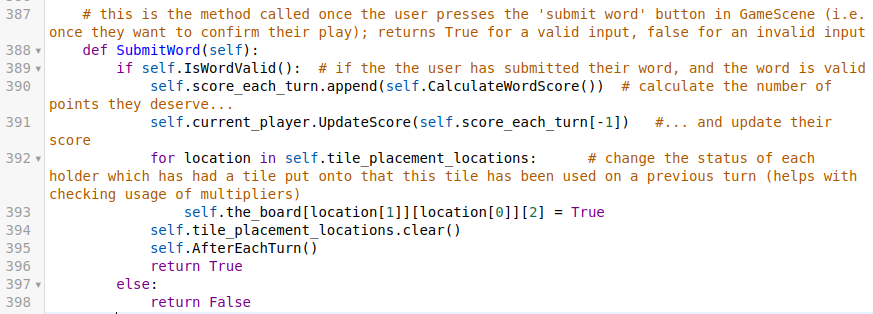 387 # this is the method called once the user presses the 'submit word' button in GameScene (i.e.
once they want to confirm their play); returns True for a valid input, false for an invalid input
388 def SubmitWord(self):
389 if self.IsWordValid(): # if the the user has submitted their word, and the word is valid
390 self.score_each_turn.append(self.CalculateWordScore()) # calculate the number of
points they deserve...
391 self.current_player.UpdateScore(self.score_each_turn[-1]) #... and update their
score
392 for location in self.tile_placement_locations: # change the status of each
holder which has had a tile put onto that this tile has been used on a previous turn (helps with
checking usage of multipliers)
393 self.the_board[location[1]][location[0]][2] = True
394 self.tile_placement_locations.clear()
395 self.AfterEachTurn()
396 return True
397 else:
398 return False